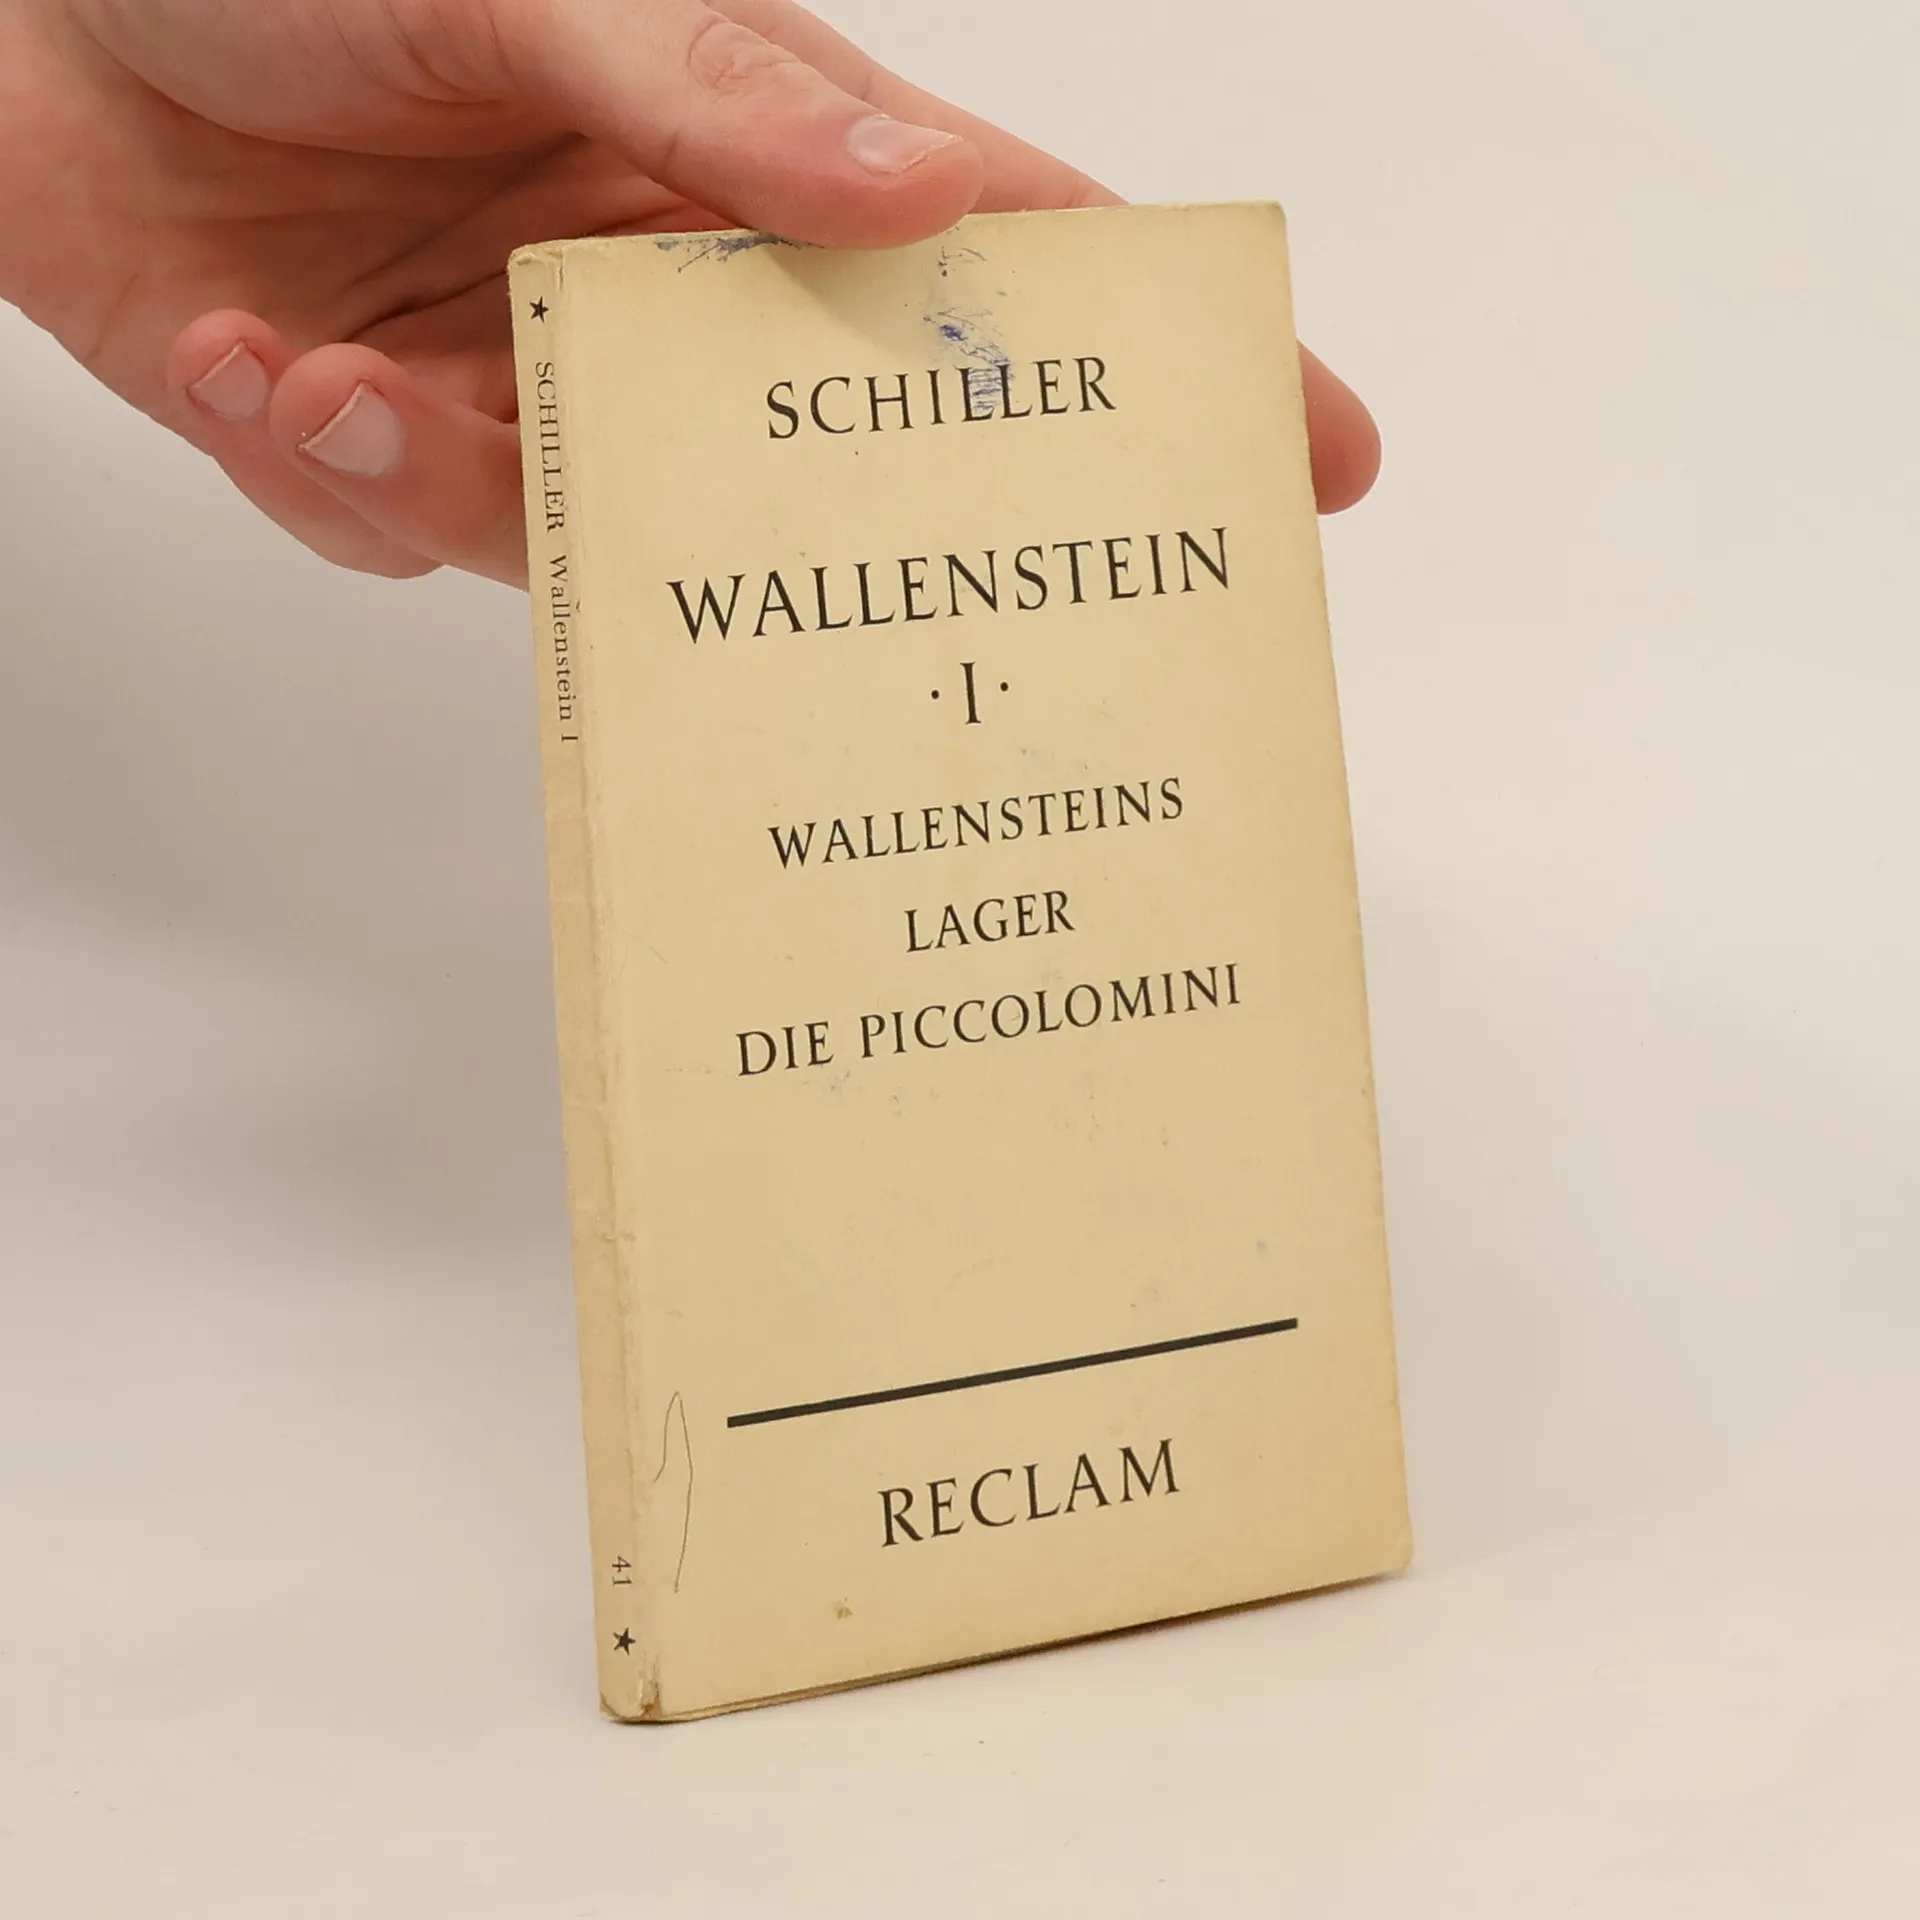 SCHILLER
WALLENSTEIN
· I ·
WALLENSTEINS
LAGER
DIE PICCOLOMINI
RECLAM
★ SCHILLER Wallenstein I 41 ★